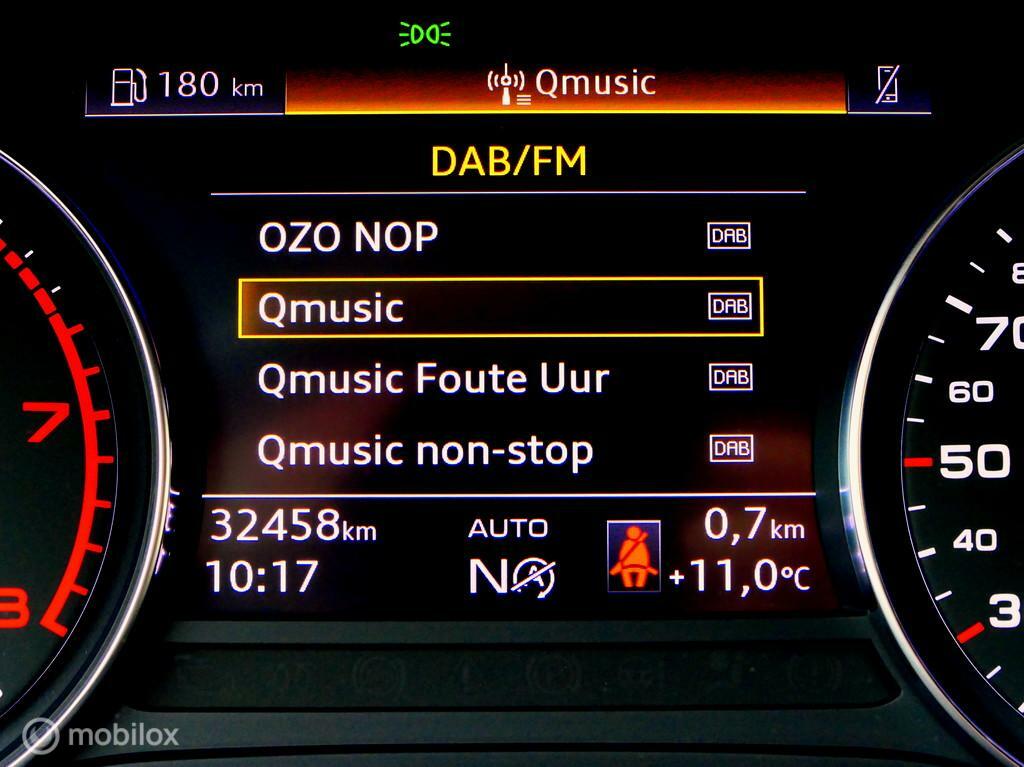 180 km
Qmusic
DAB/FM
OZO NOP DAB
Qmusic DAB
Qmusic Foute Uur DAB
Qmusic non-stop DAB
32458km AUTO 0,7km
10:17 N A +11,0°C
7
8
70
60
50
40
3
mobilox